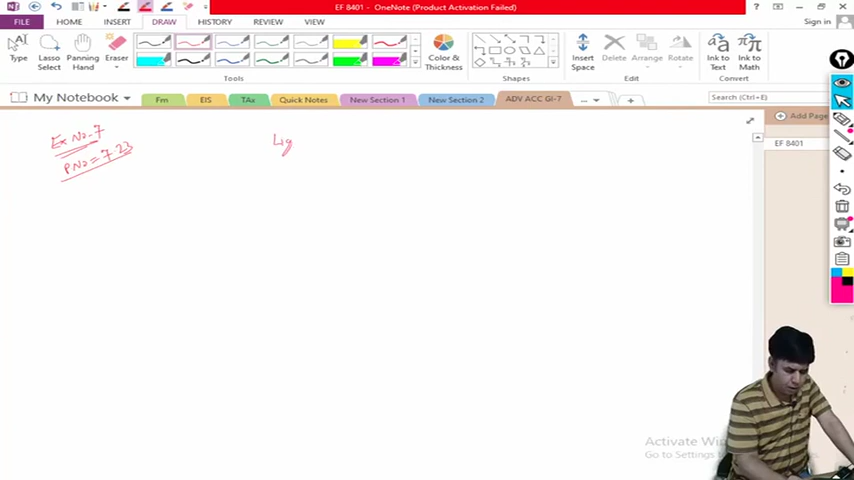 EF 8401 - OneNote (Product Activation Failed)
FILE HOME INSERT DRAW HISTORY REVIEW VIEW Sign in
Type Lasso Select Panning Hand Eraser Color & Thickness Insert Space Delete Arrange Rotate Ink to Text Ink to Math
Tools Shapes Edit Convert
My Notebook Fm EIS TAx Quick Notes New Section 1 New Section 2 ADV ACC GI-7 ... Search (Ctrl+E)
Add Page
EF 8401
Ex No-7
P.No = 7.23
Lig
Activate Win
Go to Settings t